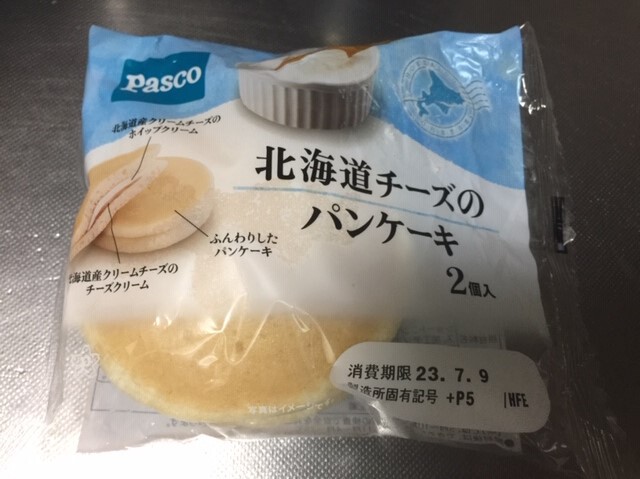 Pasco
北海道産クリームチーズの
ホイップクリーム
北海道チーズの
パンケーキ
2個入
ふんわりした
パンケーキ
海道産クリームチーズの
チーズクリーム
消費期限 23.7.9
造所固有記号 +P5 /HFE
写真はイメージ